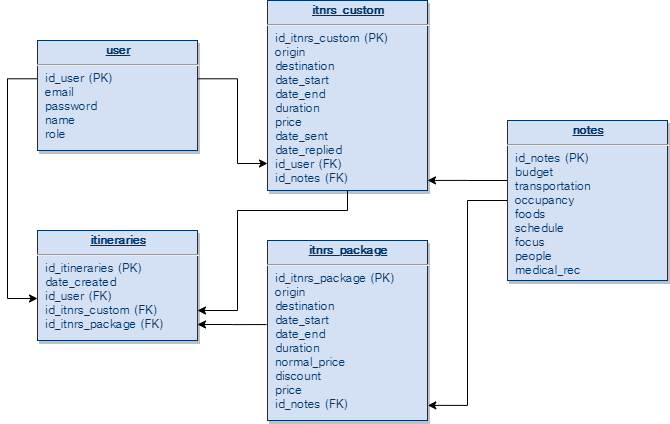 itnrs_custom
id_itnrs_custom (PK)
origin
destination
date_start
date_end
duration
price
date_sent
date_replied
id_user (FK)
id_notes (FK)
user
id_user (PK)
email
password
name
role
notes
id_notes (PK)
budget
transportation
occupancy
foods
schedule
focus
people
medical_rec
itineraries
id_itineraries (PK)
date_created
id_user (FK)
id_itnrs_custom (FK)
id_itnrs_package (FK)
itnrs_package
id_itnrs_package (PK)
origin
destination
date_start
date_end
duration
normal_price
discount
price
id_notes (FK)